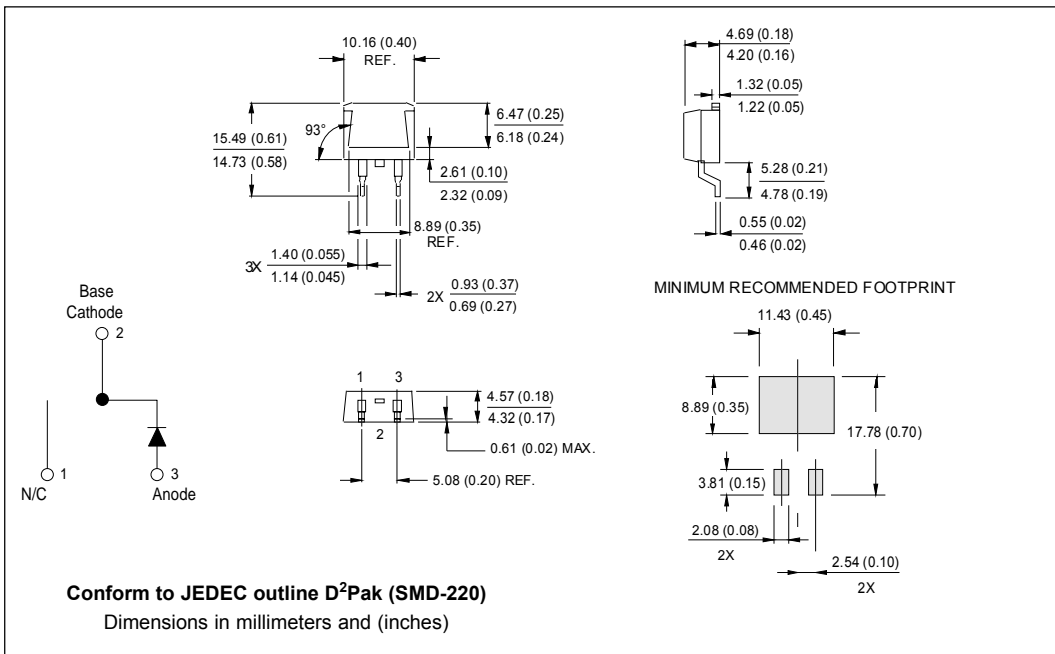 10.16 (0.40)
REF.
15.49 (0.61)
14.73 (0.58)
93°
6.47 (0.25)
6.18 (0.24)
2.61 (0.10)
2.32 (0.09)
8.89 (0.35)
REF.
3X
1.40 (0.055)
1.14 (0.045)
2X
0.93 (0.37)
0.69 (0.27)
4.69 (0.18)
4.20 (0.16)
1.32 (0.05)
1.22 (0.05)
5.28 (0.21)
4.78 (0.19)
0.55 (0.02)
0.46 (0.02)
Base
Cathode
2
1
N/C
3
Anode
1
3
2
4.57 (0.18)
4.32 (0.17)
0.61 (0.02) MAX.
5.08 (0.20) REF.
MINIMUM RECOMMENDED FOOTPRINT
11.43 (0.45)
8.89 (0.35)
17.78 (0.70)
3.81 (0.15)
2.08 (0.08)
2X
2.54 (0.10)
2X
Conform to JEDEC outline D²Pak (SMD-220)
Dimensions in millimeters and (inches)